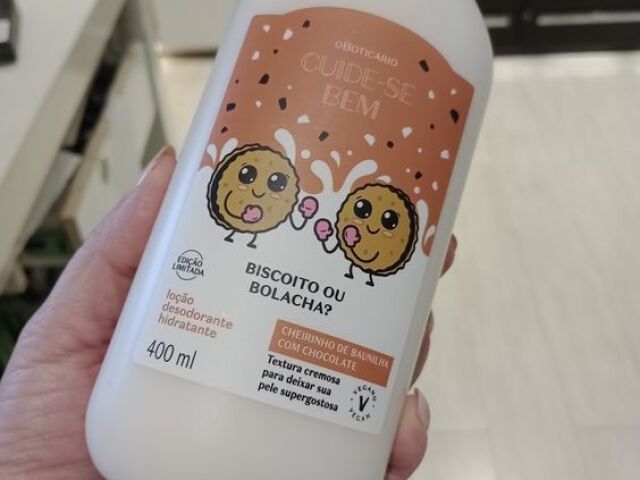 oBOTICÁRIO
CUIDE-SE
BEM
EDIÇÃO
LIMITADA
BISCOITO OU
BOLACHA?
loção
desodorante
hidratante
400 ml
CHEIRINHO DE BAUNILHA
COM CHOCOLATE
Textura cremosa
para deixar sua
pele supergostosa
VEGANO
V
VEGAN